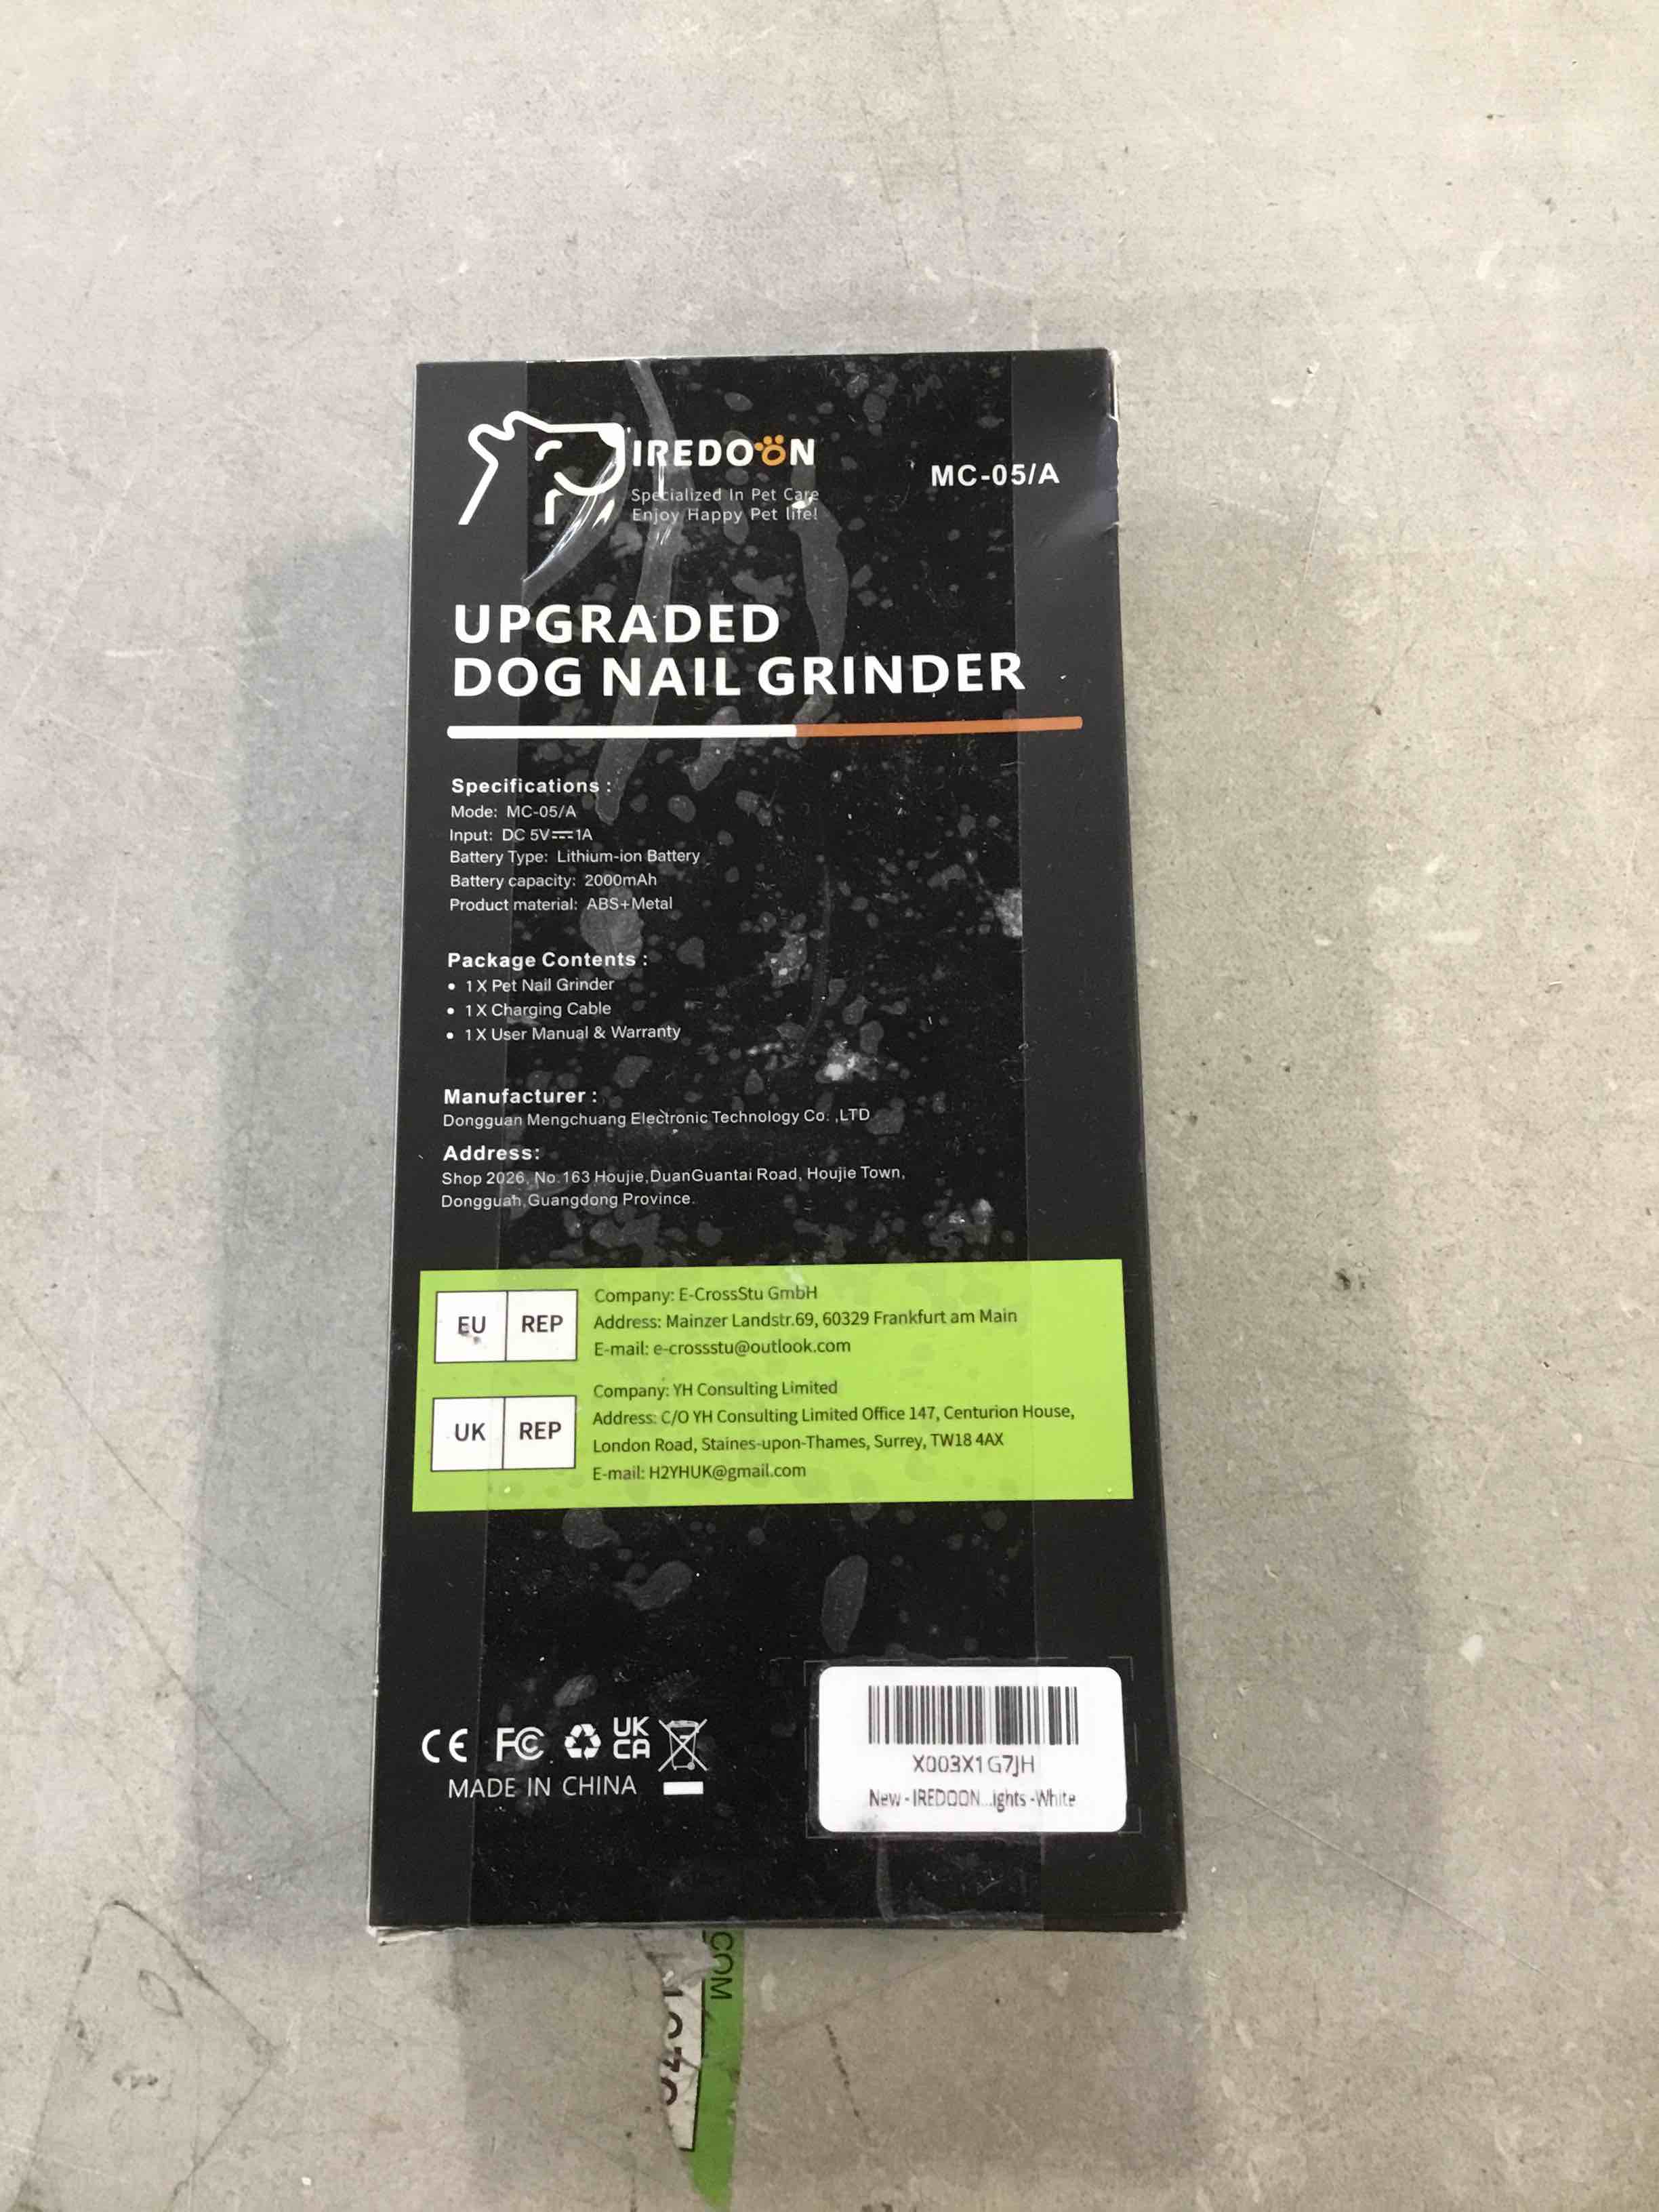 IREDOON
Specialized In Pet Care
Enjoy Happy Pet life!
MC-05/A
UPGRADED
DOG NAIL GRINDER
Specifications :
Mode: MC-05/A
Input: DC 5V⎓1A
Battery Type: Lithium-ion Battery
Battery capacity: 2000mAh
Product material: ABS+Metal
Package Contents :
• 1 X Pet Nail Grinder
• 1 X Charging Cable
• 1 X User Manual & Warranty
Manufacturer :
Dongguan Mengchuang Electronic Technology Co. ,LTD
Address:
Shop 2026, No.163 Houjie,DuanGuantai Road, Houjie Town,
Dongguan,Guangdong Province.
EU REP
Company: E-CrossStu GmbH
Address: Mainzer Landstr.69, 60329 Frankfurt am Main
E-mail: e-crossstu@outlook.com
UK REP
Company: YH Consulting Limited
Address: C/O YH Consulting Limited Office 147, Centurion House,
London Road, Staines-upon-Thames, Surrey, TW18 4AX
E-mail: H2YHUK@gmail.com
CE FC UK
CA
MADE IN CHINA
X003X1G7JH
New - IREDOON...ights -White
COM